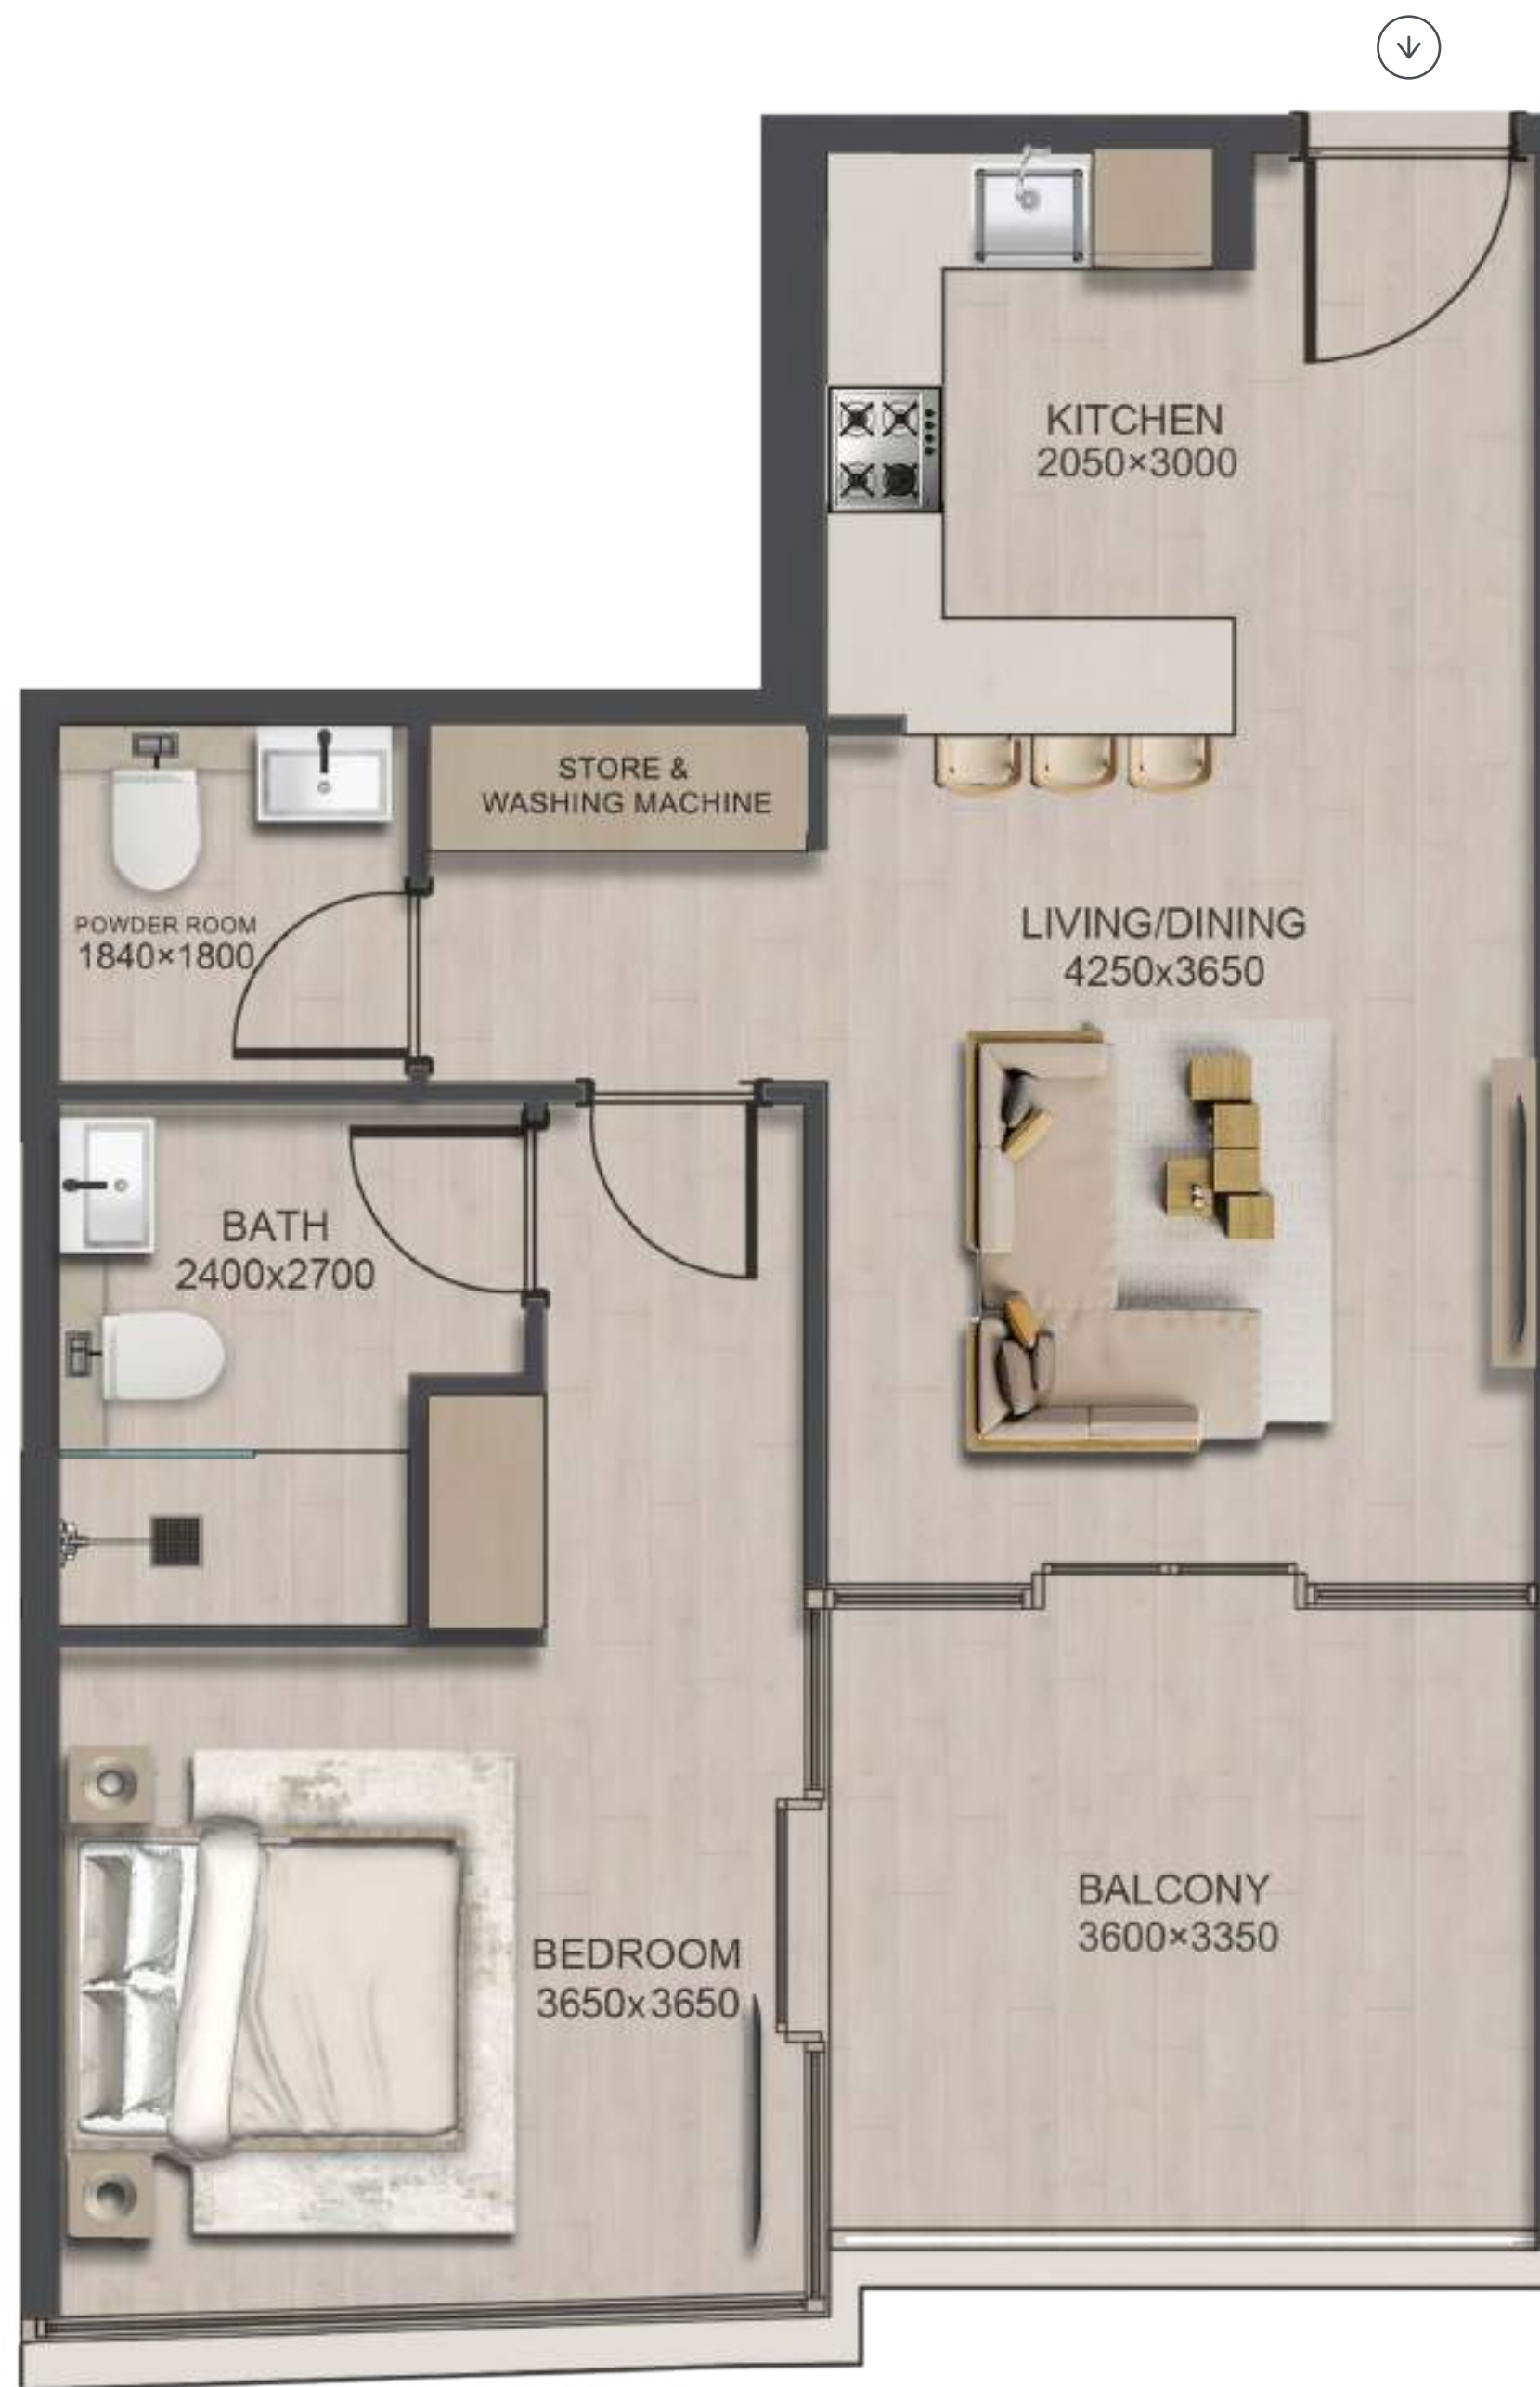 KITCHEN
2050×3000
STORE &
WASHING MACHINE
POWDER ROOM
1840×1800
LIVING/DINING
4250x3650
BATH
2400x2700
BALCONY
3600×3350
BEDROOM
3650x3650